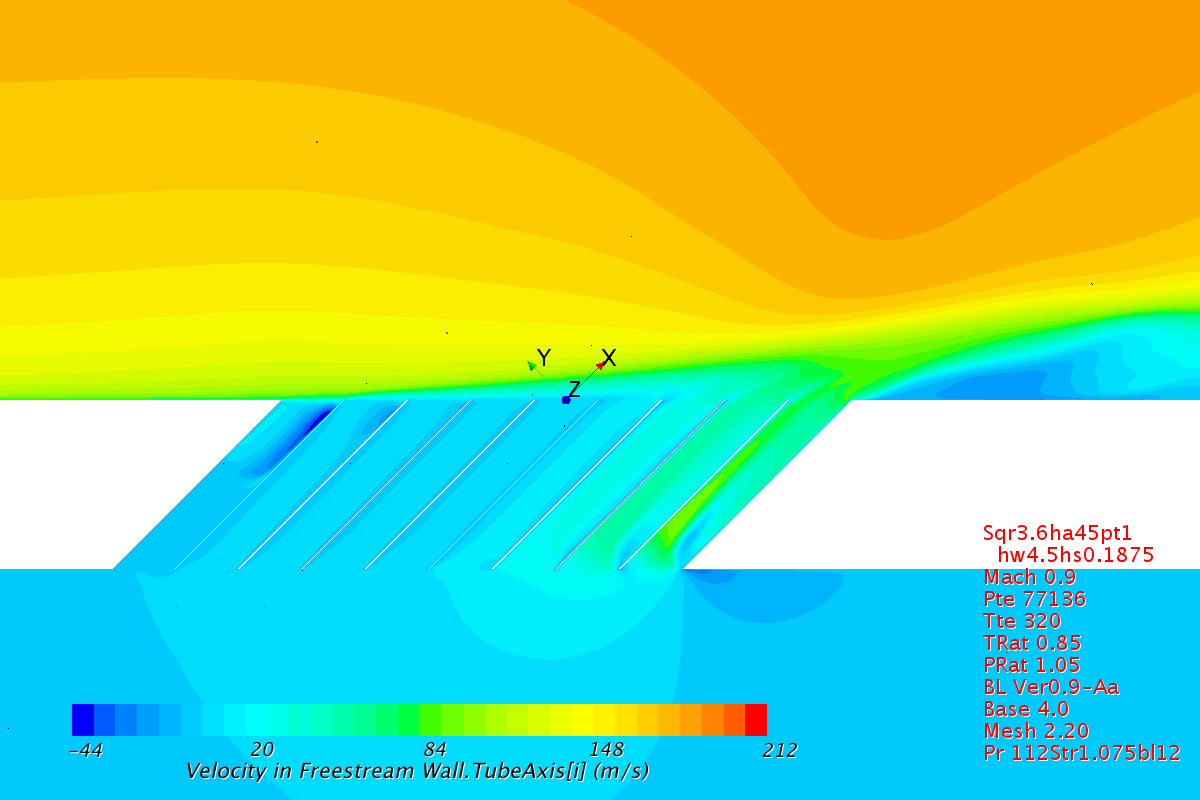 Y X
Z
Sqr3.6ha45pt1
hw4.5hs0.1875
Mach 0.9
Pte 77136
Tte 320
TRat 0.85
PRat 1.05
BL Ver0.9-Aa
Base 4.0
Mesh 2.20
Pr 112Str1.075bl12
-44 20 84 148 212
Velocity in Freestream Wall.TubeAxis[i] (m/s)